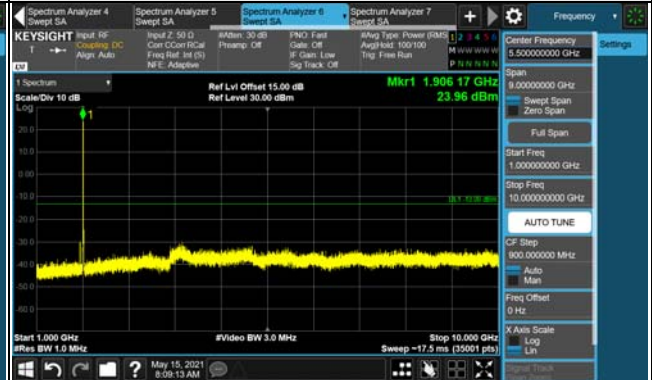 Spectrum Analyzer 4
Swept SA
Spectrum Analyzer 5
Swept SA
Spectrum Analyzer 6
Swept SA
Spectrum Analyzer 7
Swept SA
Frequency
KEYSIGHT
Input: RF
Coupling: DC
Align: Auto
Input Z: 50 Ω
Corr CCorr RCal
Freq Ref: Int (S)
NFE: Adaptive
#Atten: 30 dB
Preamp: Off
PNO: Fast
Gate: Off
IF Gain: Low
Sig Track: Off
#Avg Type: Power (RMS
Avg|Hold: 100/100
Trig: Free Run
1 2 3 4 5 6
M W W W W W
P N N N N N
LXI
Center Frequency
5.500000000 GHz
Settings
Span
9.00000000 GHz
Swept Span
Zero Span
Full Span
Start Freq
1.000000000 GHz
Stop Freq
10.000000000 GHz
AUTO TUNE
CF Step
900.000000 MHz
Auto
Man
Freq Offset
0 Hz
X Axis Scale
Log
Lin
Signal Track
1 Spectrum
Scale/Div 10 dB
Log
Ref Lvl Offset 15.00 dB
Ref Level 30.00 dBm
Mkr1 1.906 17 GHz
23.96 dBm
1
20.0
10.0
0.00
-10.0
-20.0
-30.0
-40.0
-50.0
-60.0
DL1 -13.00 dBm
Start 1.000 GHz
#Res BW 1.0 MHz
#Video BW 3.0 MHz
Stop 10.000 GHz
Sweep ~17.5 ms (35001 pts)
May 15, 2021
8:09:13 AM